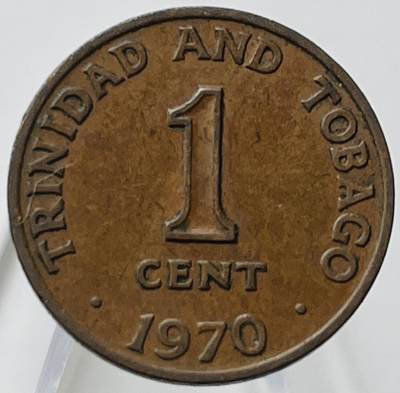 TRINIDAD AND TOBAGO
1
CENT
· 1970 ·